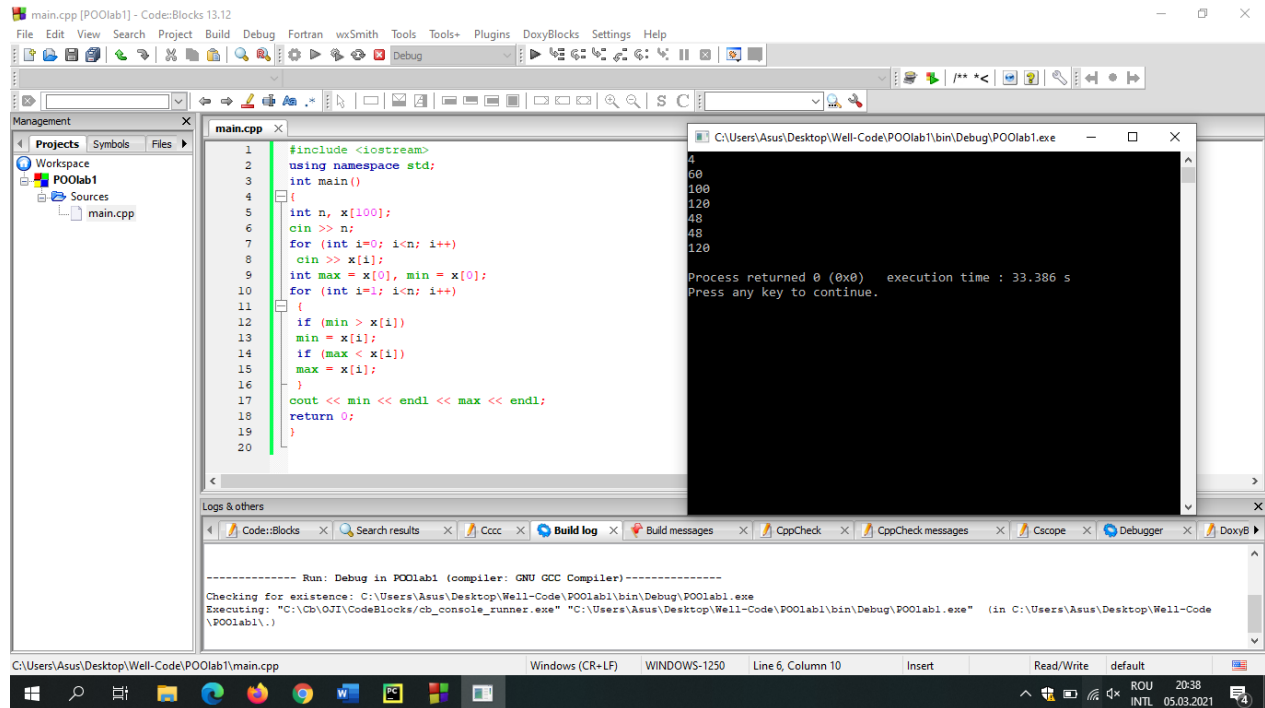 main.cpp [POOlab1] - Code::Blocks 13.12
File Edit View Search Project Build Debug Fortran wxSmith Tools Tools+ Plugins DoxyBlocks Settings Help
Debug
/** *<
S C
Management
main.cpp
Projects Symbols Files
Workspace
POOlab1
Sources
main.cpp
1 #include <iostream>
2 using namespace std;
3 int main()
4 {
5 int n, x[100];
6 cin >> n;
7 for (int i=0; i<n; i++)
8 cin >> x[i];
9 int max = x[0], min = x[0];
10 for (int i=1; i<n; i++)
11 {
12 if (min > x[i])
13 min = x[i];
14 if (max < x[i])
15 max = x[i];
16 }
17 cout << min << endl << max << endl;
18 return 0;
19 }
20
C:\Users\Asus\Desktop\Well-Code\POOlab1\bin\Debug\POOlab1.exe
4
60
100
120
48
48
120
Process returned 0 (0x0) execution time : 33.386 s
Press any key to continue.
Logs & others
Code::Blocks Search results Cccc Build log Build messages CppCheck CppCheck messages Cscope Debugger DoxyB
-------------- Run: Debug in POOlab1 (compiler: GNU GCC Compiler)---------------
Checking for existence: C:\Users\Asus\Desktop\Well-Code\POOlab1\bin\Debug\POOlab1.exe
Executing: "C:\Cb\OJI\CodeBlocks/cb_console_runner.exe" "C:\Users\Asus\Desktop\Well-Code\POOlab1\bin\Debug\POOlab1.exe" (in C:\Users\Asus\Desktop\Well-Code
\POOlab1\.)
C:\Users\Asus\Desktop\Well-Code\POOlab1\main.cpp Windows (CR+LF) WINDOWS-1250 Line 6, Column 10 Insert Read/Write default
ROU 20:38
INTL 05.03.2021
4